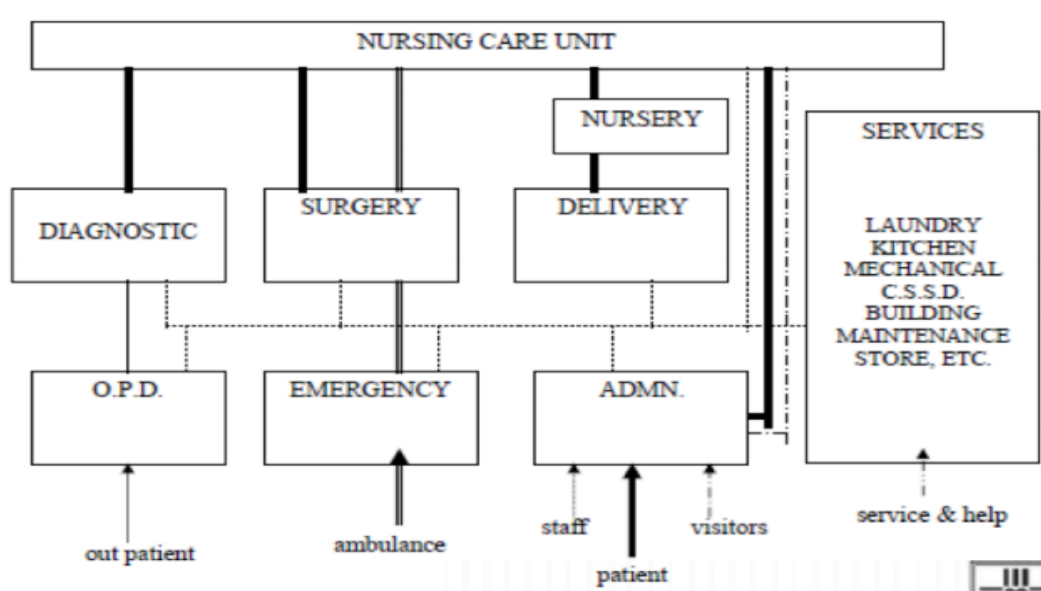 NURSING CARE UNIT
NURSERY
SERVICES
DIAGNOSTIC
SURGERY
DELIVERY
LAUNDRY
KITCHEN
MECHANICAL
C.S.S.D.
BUILDING
MAINTENANCE
STORE, ETC.
O.P.D.
EMERGENCY
ADMN.
out patient
ambulance
staff
patient
visitors
service & help